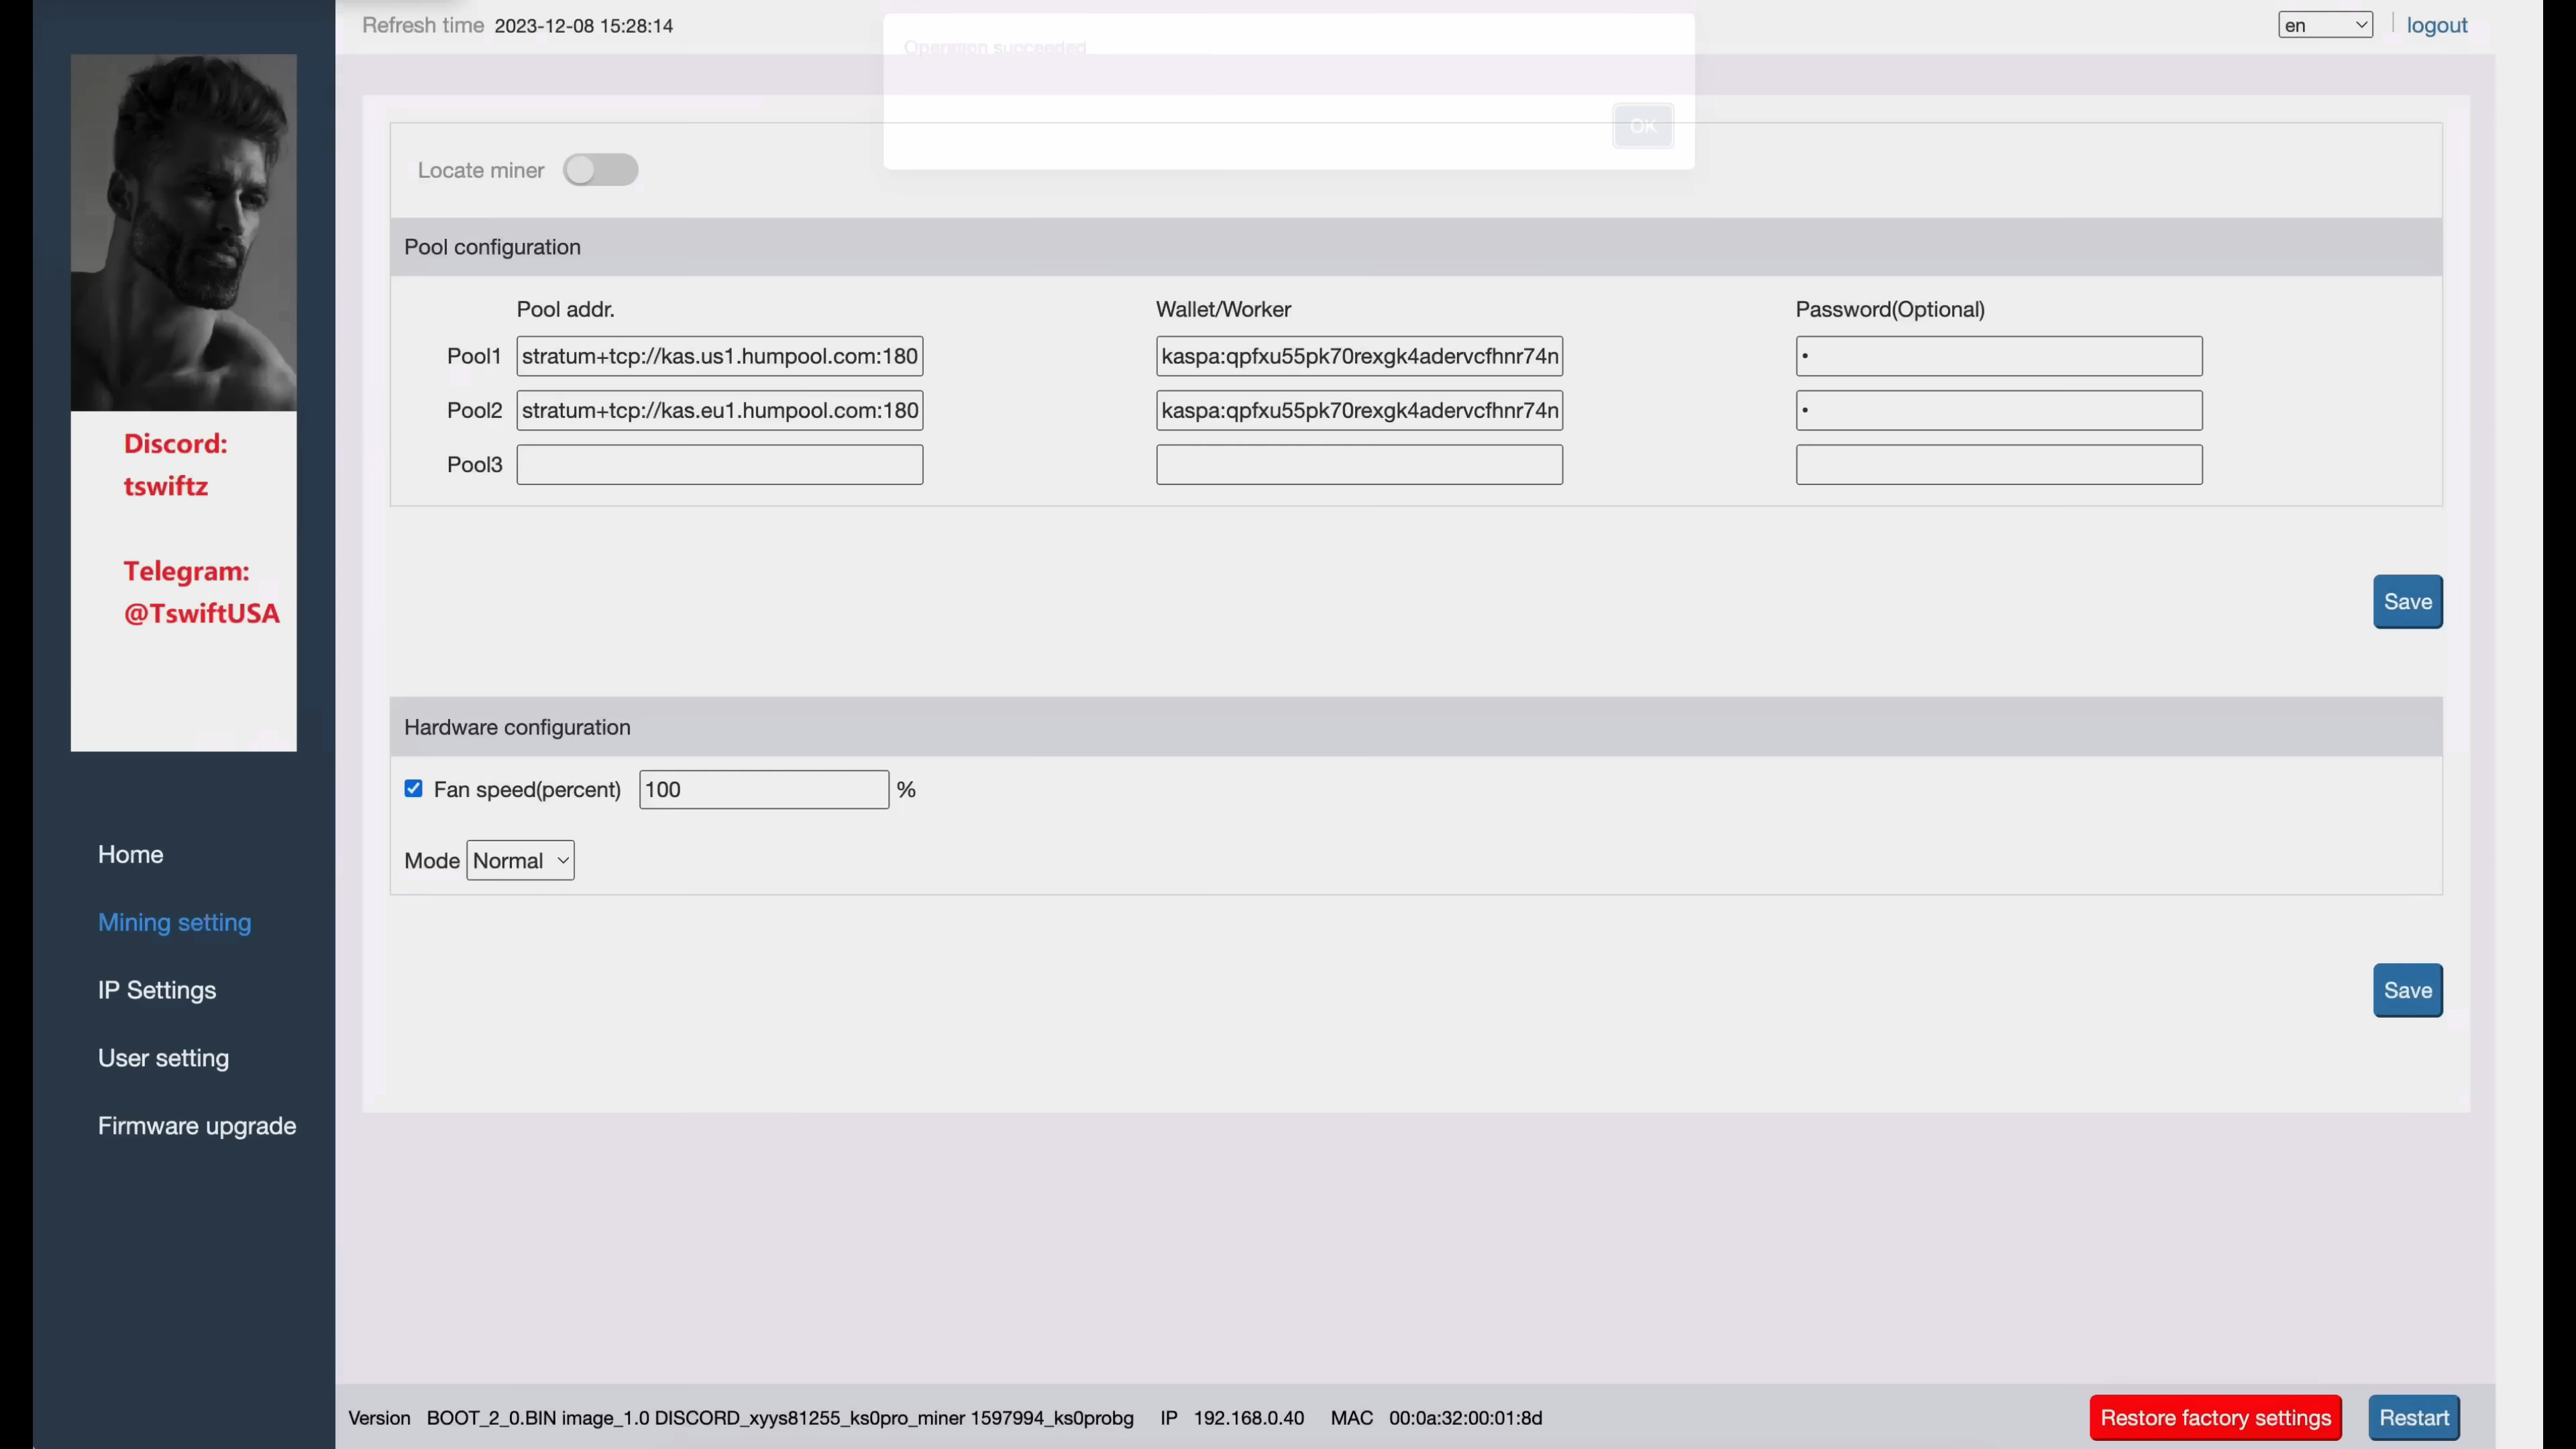 Refresh time 2023-12-08 15:28:14
en
logout
Operation succeeded
OK
Locate miner
Pool configuration
Pool addr. Wallet/Worker Password(Optional)
Pool1 stratum+tcp://kas.us1.humpool.com:180 kaspa:qpfxu55pk70rexgk4adervcfhnr74n •
Pool2 stratum+tcp://kas.eu1.humpool.com:180 kaspa:qpfxu55pk70rexgk4adervcfhnr74n •
Pool3
Save
Hardware configuration
Fan speed(percent) 100 %
Mode Normal
Save
Discord:
tswiftz
Telegram:
@TswiftUSA
Home
Mining setting
IP Settings
User setting
Firmware upgrade
Version BOOT_2_0.BIN image_1.0 DISCORD_xyys81255_ks0pro_miner 1597994_ks0probg IP 192.168.0.40 MAC 00:0a:32:00:01:8d
Restore factory settings
Restart